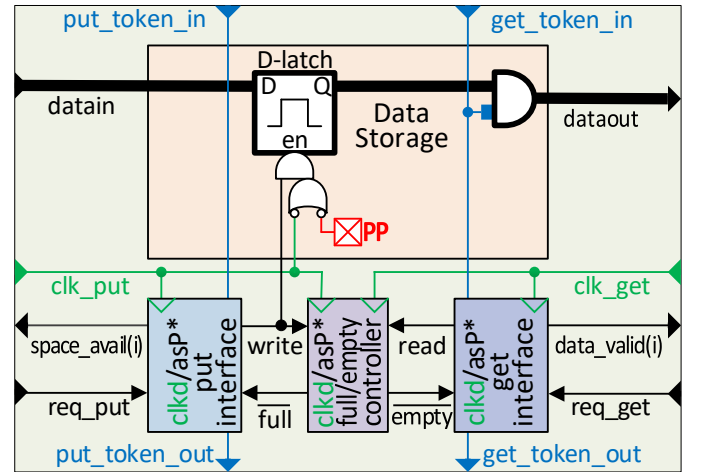 put_token_in
get_token_in
D-latch
D Q
en
datain
Data
Storage
dataout
PP
clk_put
clk_get
space_avail(i)
clkd/asP*
put
interface
write
clkd/asP*
full/empty
controller
read
clkd/asP*
get
interface
data_valid(i)
req_put
full
empty
req_get
put_token_out
get_token_out